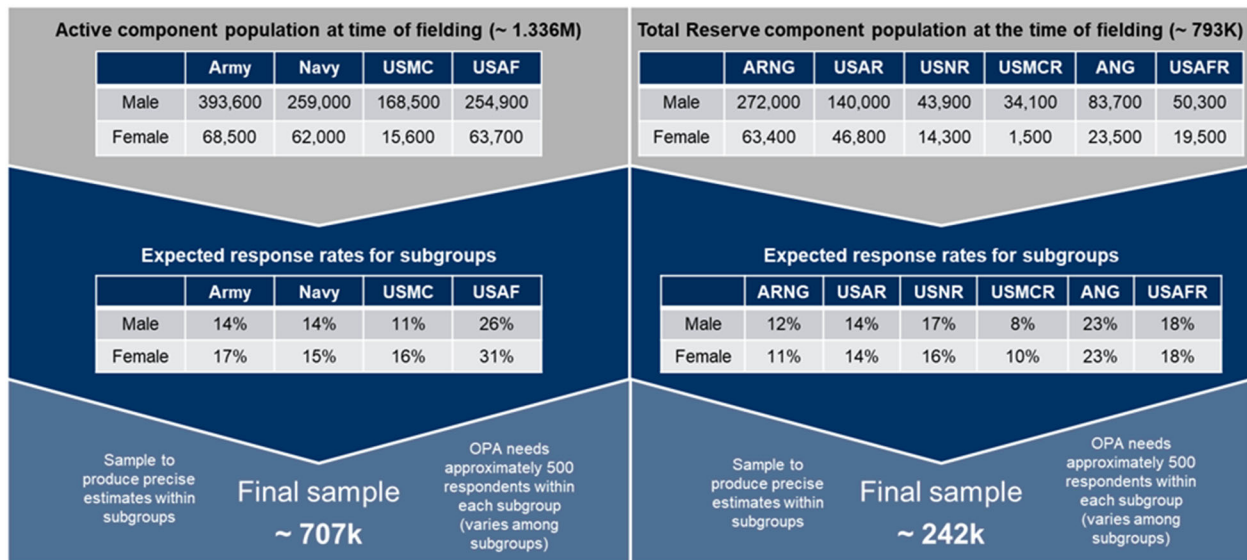 Active component population at time of fielding (~ 1.336M)
Army Navy USMC USAF
Male 393,600 259,000 168,500 254,900
Female 68,500 62,000 15,600 63,700
Expected response rates for subgroups
Army Navy USMC USAF
Male 14% 14% 11% 26%
Female 17% 15% 16% 31%
Sample to
produce precise
estimates within
subgroups
Final sample
~ 707k
OPA needs
approximately 500
respondents within
each subgroup
(varies among
subgroups)
Total Reserve component population at the time of fielding (~ 793K)
ARNG USAR USNR USMCR ANG USAFR
Male 272,000 140,000 43,900 34,100 83,700 50,300
Female 63,400 46,800 14,300 1,500 23,500 19,500
Expected response rates for subgroups
ARNG USAR USNR USMCR ANG USAFR
Male 12% 14% 17% 8% 23% 18%
Female 11% 14% 16% 10% 23% 18%
Sample to
produce precise
estimates within
subgroups
Final sample
~ 242k
OPA needs
approximately 500
respondents within
each subgroup
(varies among
subgroups)